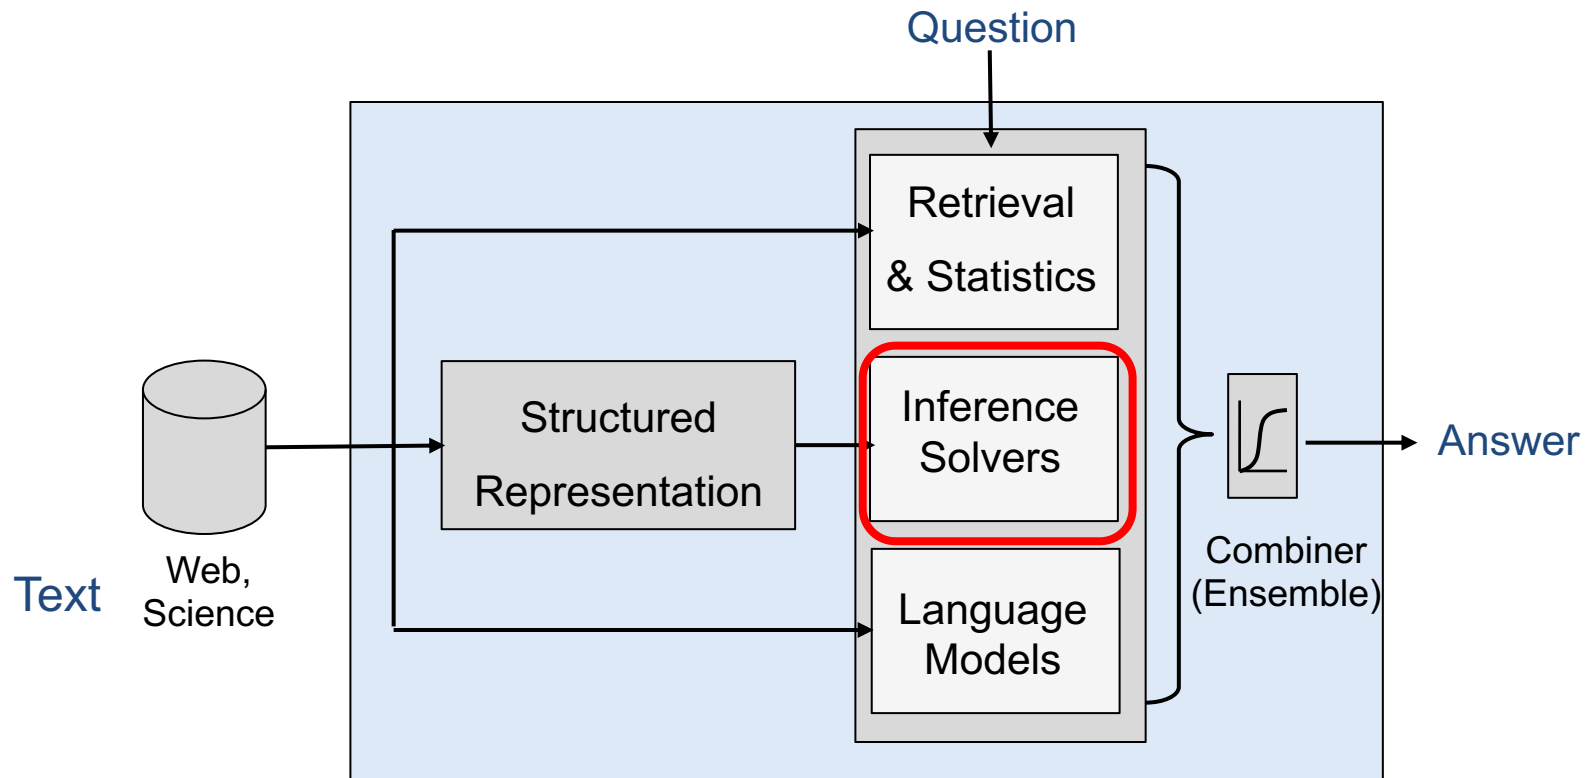 Question
Retrieval
& Statistics
Structured
Representation
Inference
Solvers
Language
Models
Text
Web,
Science
Combiner
(Ensemble)
Answer